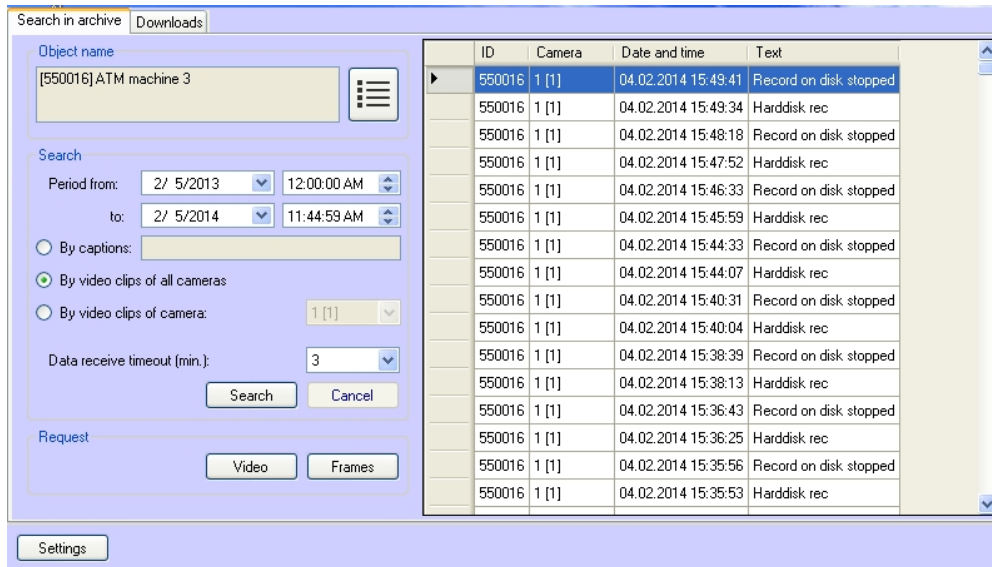 Search in archive Downloads
Object name
[550016] ATM machine 3
Search
Period from: 2/ 5/2013 12:00:00 AM
to: 2/ 5/2014 11:44:59 AM
By captions:
By video clips of all cameras
By video clips of camera: 1 [1]
Data receive timeout (min.): 3
Search Cancel
Request
Video Frames
ID Camera Date and time Text
550016 1 [1] 04.02.2014 15:49:41 Record on disk stopped
550016 1 [1] 04.02.2014 15:49:34 Harddisk rec
550016 1 [1] 04.02.2014 15:48:18 Record on disk stopped
550016 1 [1] 04.02.2014 15:47:52 Harddisk rec
550016 1 [1] 04.02.2014 15:46:33 Record on disk stopped
550016 1 [1] 04.02.2014 15:45:59 Harddisk rec
550016 1 [1] 04.02.2014 15:44:33 Record on disk stopped
550016 1 [1] 04.02.2014 15:44:07 Harddisk rec
550016 1 [1] 04.02.2014 15:40:31 Record on disk stopped
550016 1 [1] 04.02.2014 15:40:04 Harddisk rec
550016 1 [1] 04.02.2014 15:38:39 Record on disk stopped
550016 1 [1] 04.02.2014 15:38:13 Harddisk rec
550016 1 [1] 04.02.2014 15:36:43 Record on disk stopped
550016 1 [1] 04.02.2014 15:36:25 Harddisk rec
550016 1 [1] 04.02.2014 15:35:56 Record on disk stopped
550016 1 [1] 04.02.2014 15:35:53 Harddisk rec
Settings